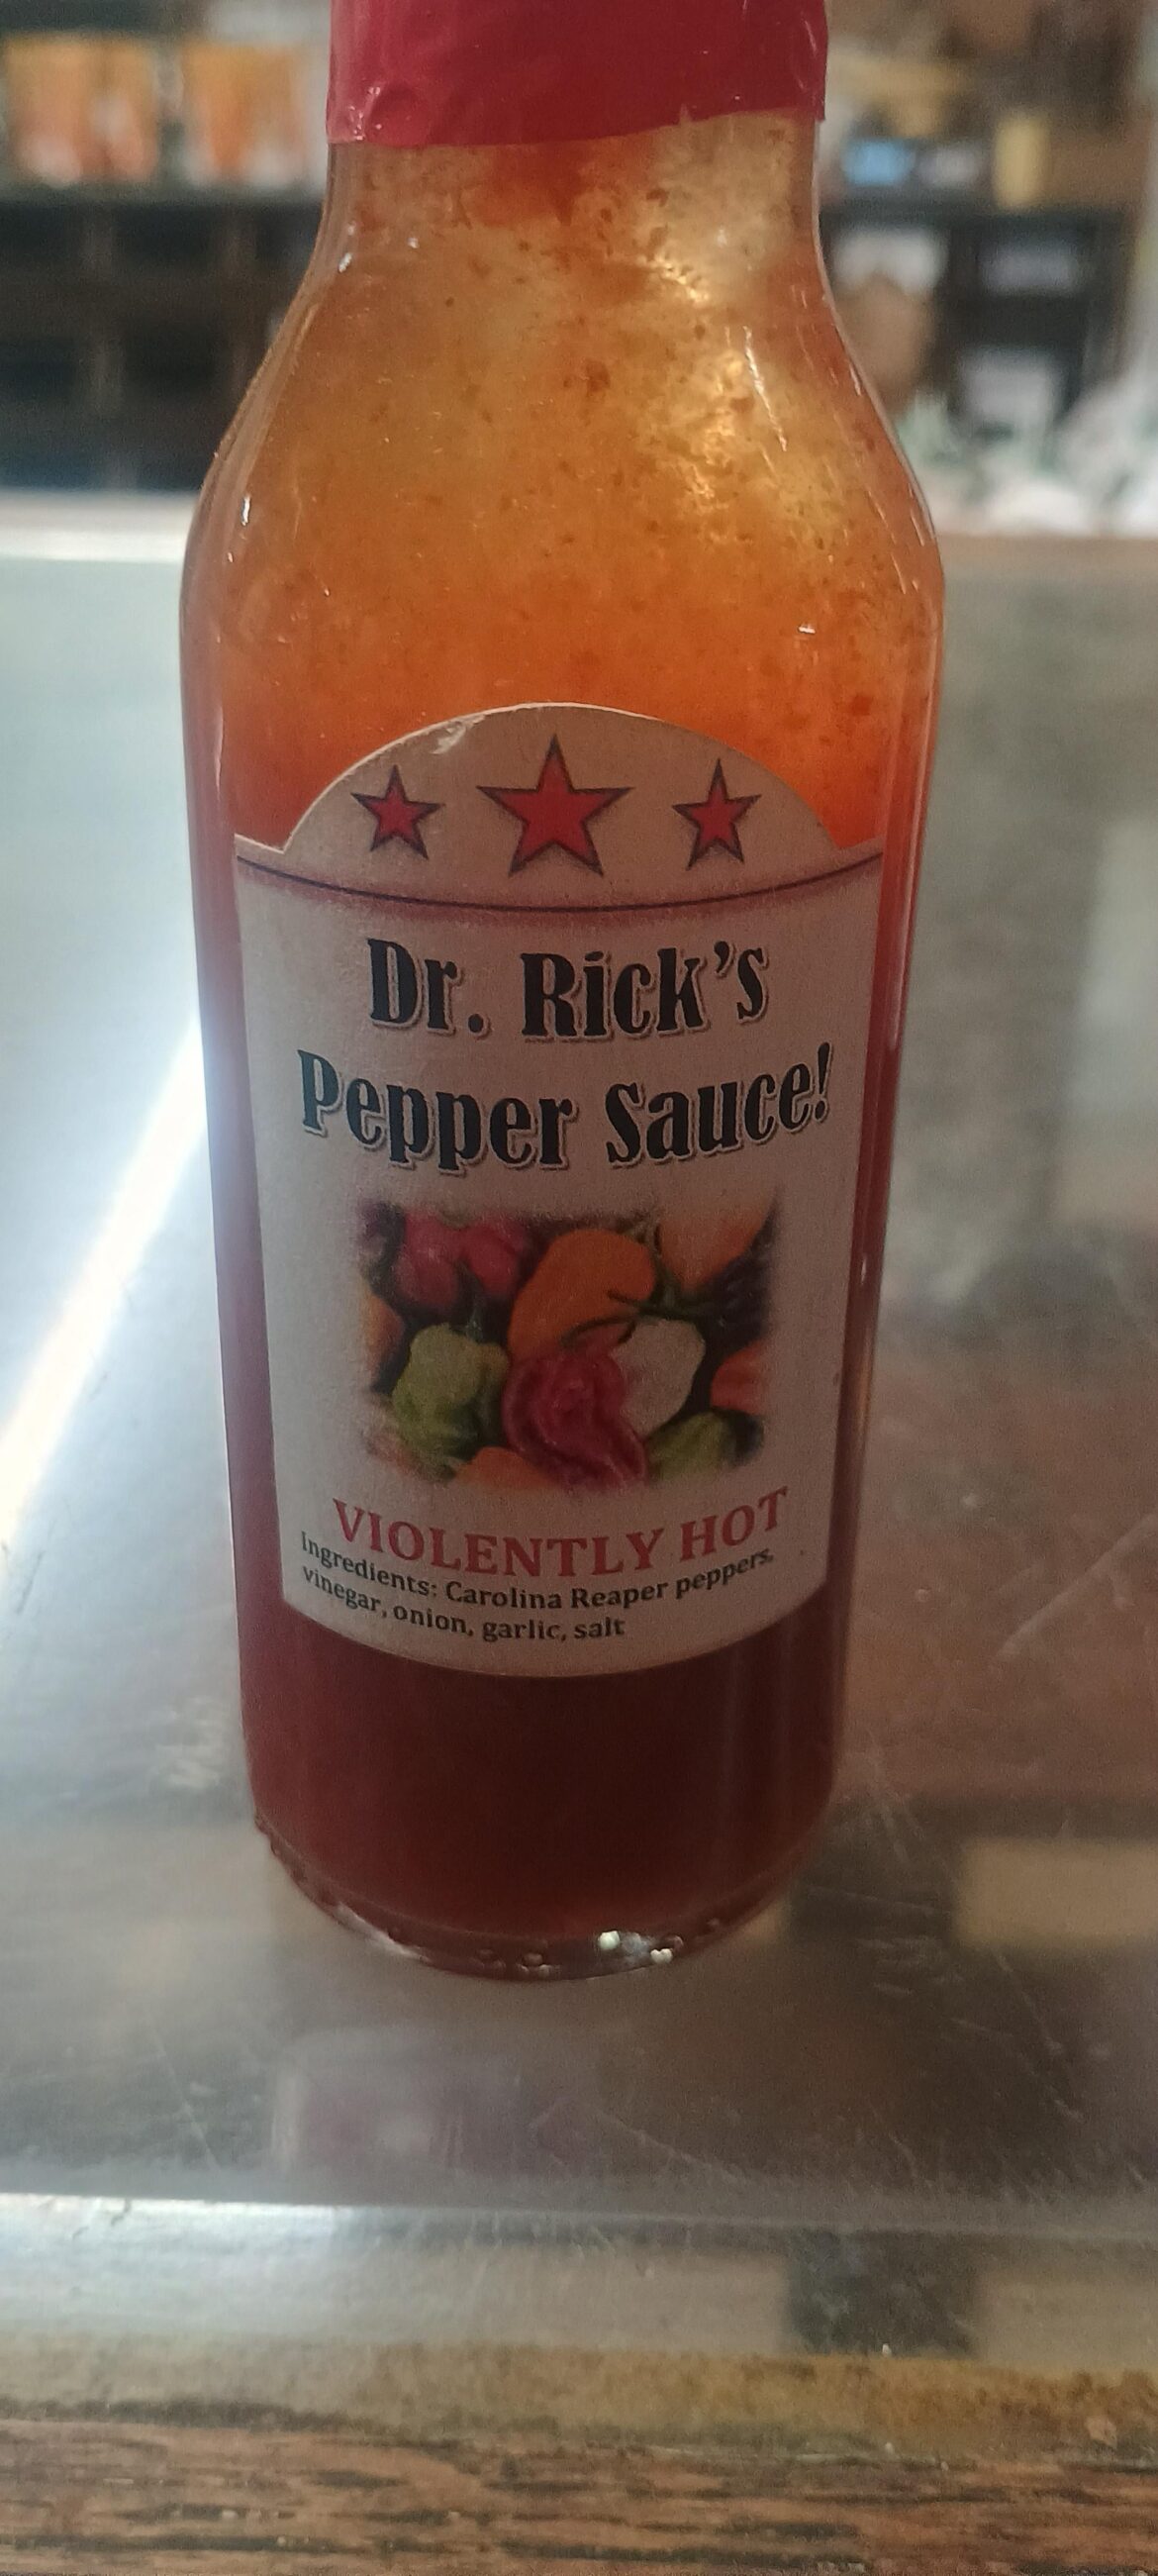 Dr. Rick's
Pepper Sauce!
VIOLENTLY HOT
ingredients: Carolina Reaper peppers,
vinegar, onion, garlic, salt